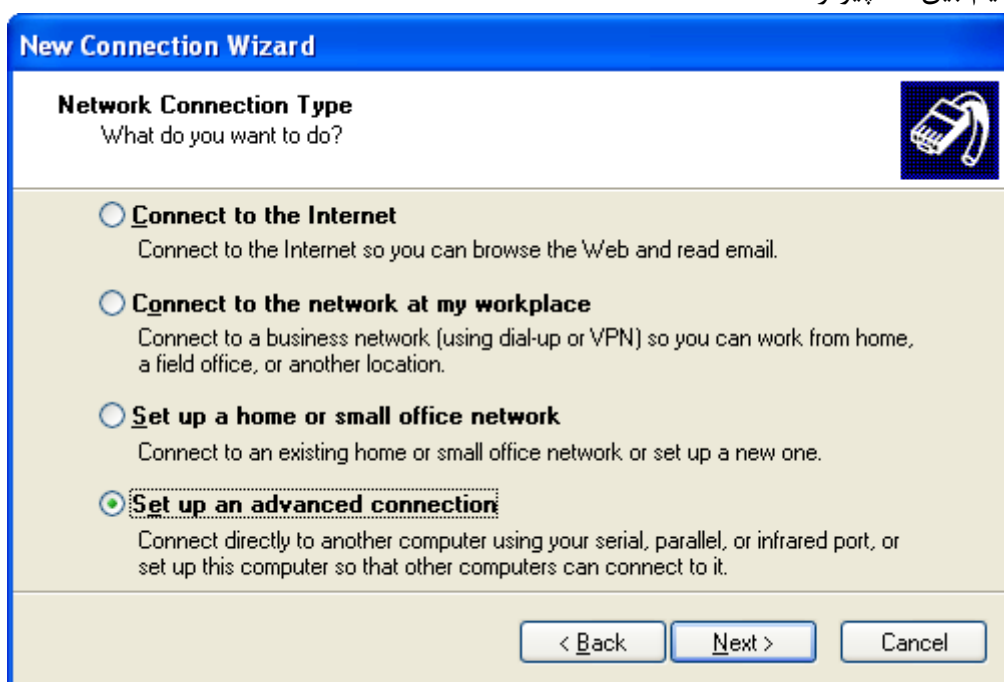 بین
New Connection Wizard
Network Connection Type
What do you want to do?
Connect to the Internet
Connect to the Internet so you can browse the Web and read email.
Connect to the network at my workplace
Connect to a business network (using dial-up or VPN) so you can work from home,
a field office, or another location.
Set up a home or small office network
Connect to an existing home or small office network or set up a new one.
Set up an advanced connection
Connect directly to another computer using your serial, parallel, or infrared port, or
set up this computer so that other computers can connect to it.
< Back Next > Cancel